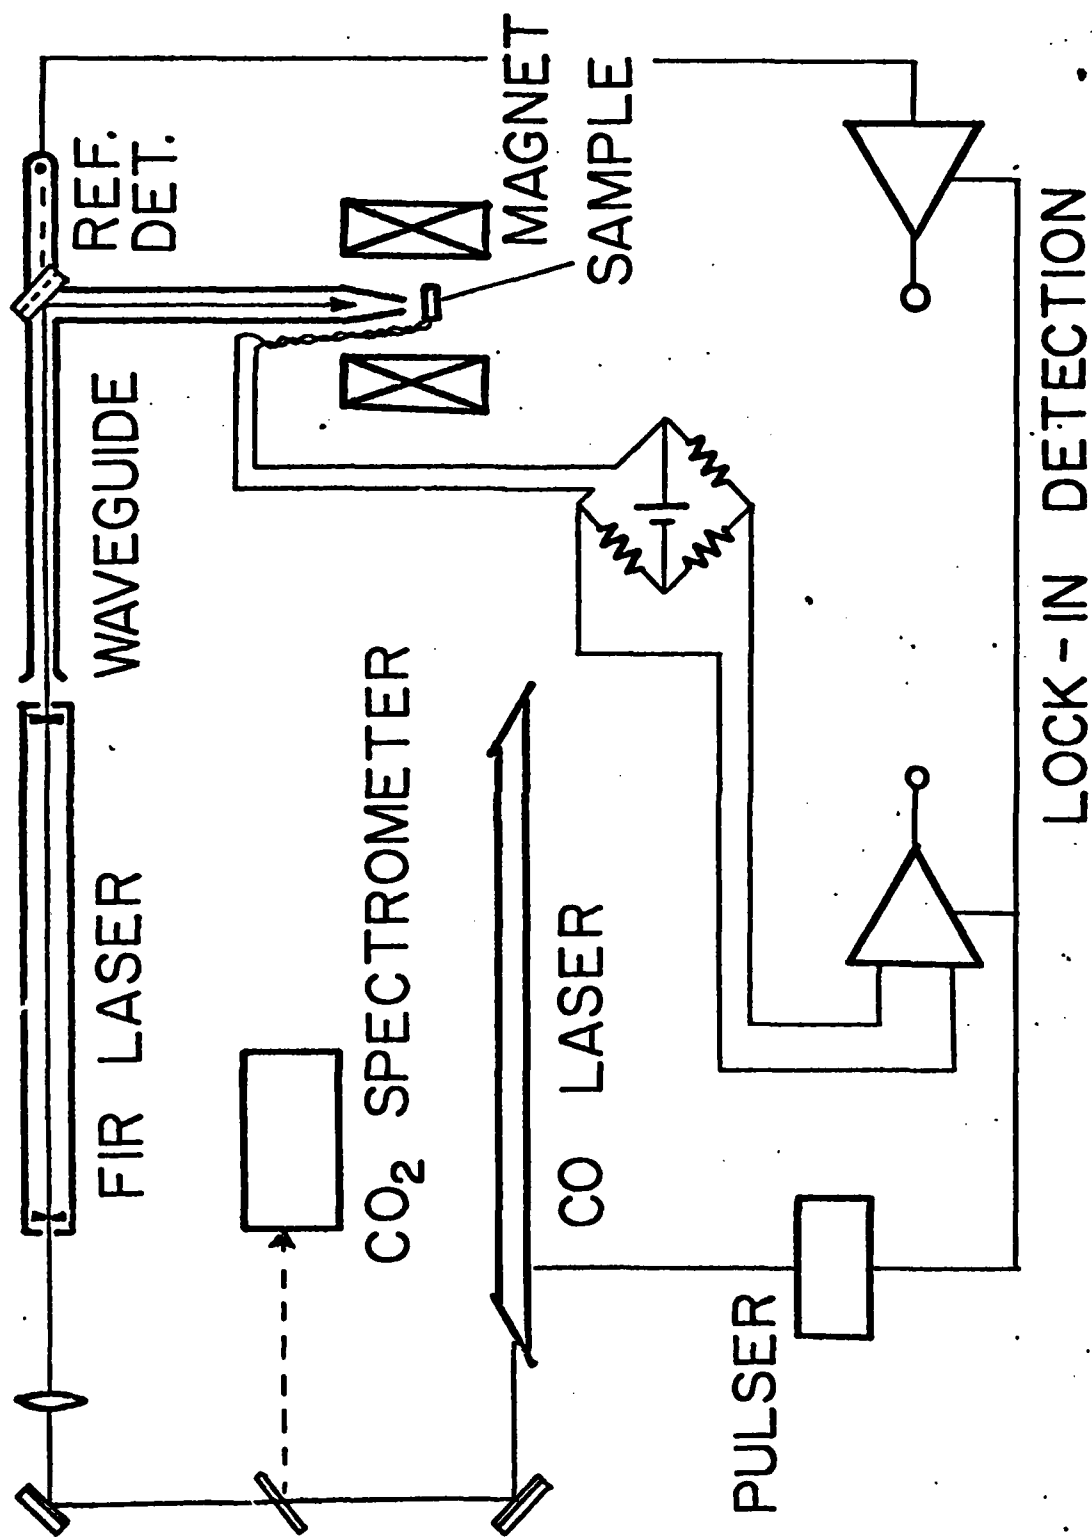 FIR LASER
WAVEGUIDE
REF.
DET.
CO2 SPECTROMETER
MAGNET
SAMPLE
CO LASER
PULSER
LOCK-IN DETECTION